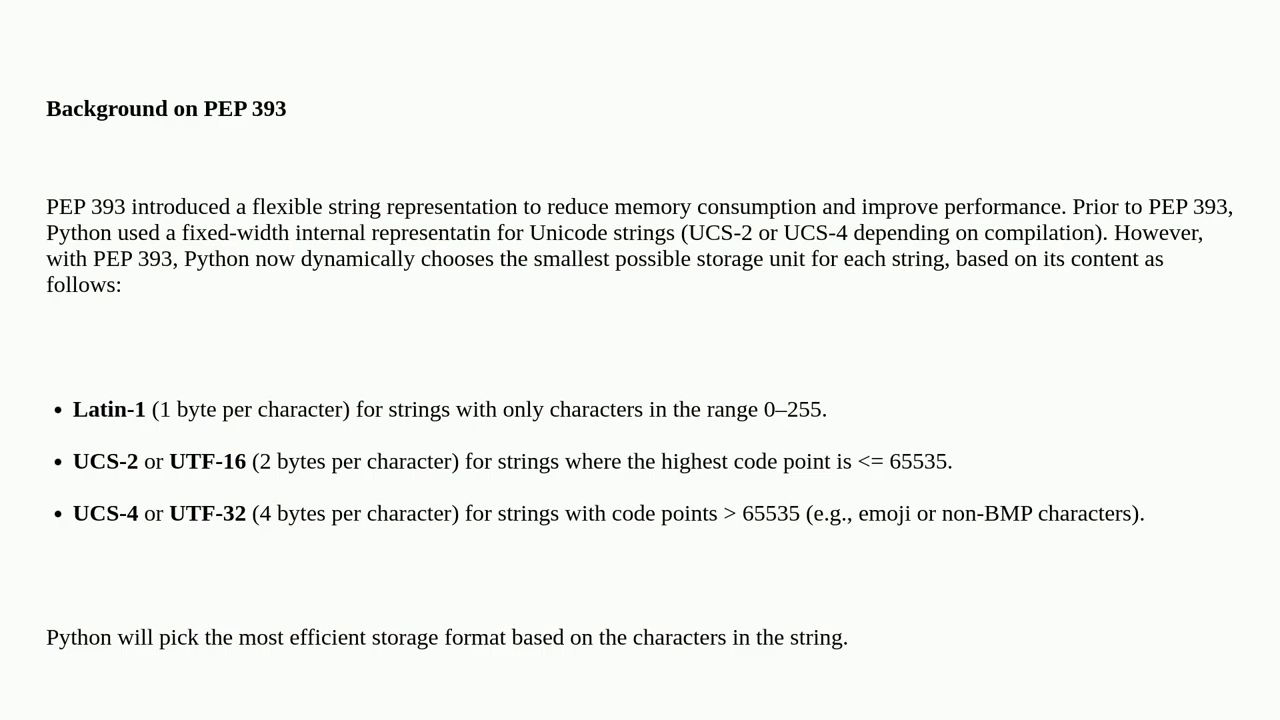 Background on PEP 393
PEP 393 introduced a flexible string representation to reduce memory consumption and improve performance. Prior to PEP 393,
Python used a fixed-width internal representatin for Unicode strings (UCS-2 or UCS-4 depending on compilation). However,
with PEP 393, Python now dynamically chooses the smallest possible storage unit for each string, based on its content as
follows:
• Latin-1 (1 byte per character) for strings with only characters in the range 0–255.
• UCS-2 or UTF-16 (2 bytes per character) for strings where the highest code point is <= 65535.
• UCS-4 or UTF-32 (4 bytes per character) for strings with code points > 65535 (e.g., emoji or non-BMP characters).
Python will pick the most efficient storage format based on the characters in the string.